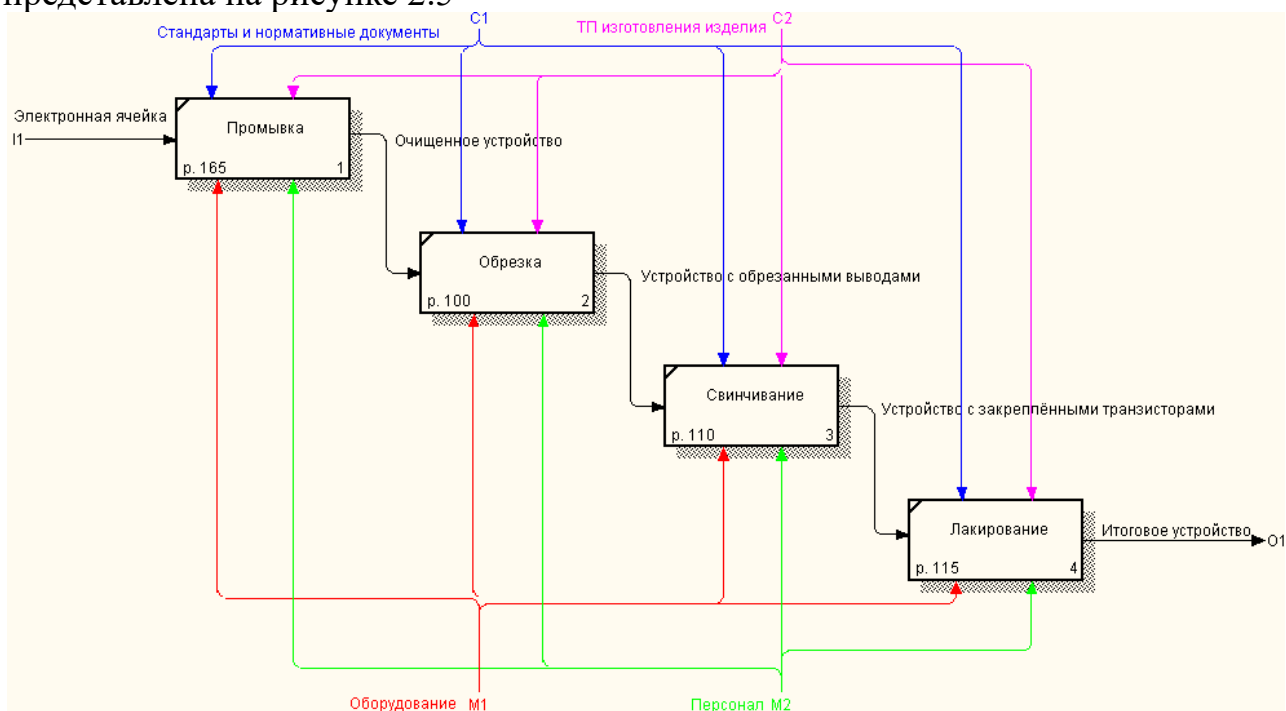 представлена на рисунке 2.5
C1
C2
Стандарты и нормативные документы
ТП изготовления изделия
Электронная ячейка
I1
Промывка
р. 165
1
Очищенное устройство
Обрезка
р. 100
2
Устройство с обрезанными выводами
Свинчивание
р. 110
3
Устройство с закреплёнными транзисторами
Лакирование
р. 115
4
Итоговое устройство
O1
Оборудование M1
Персонал M2